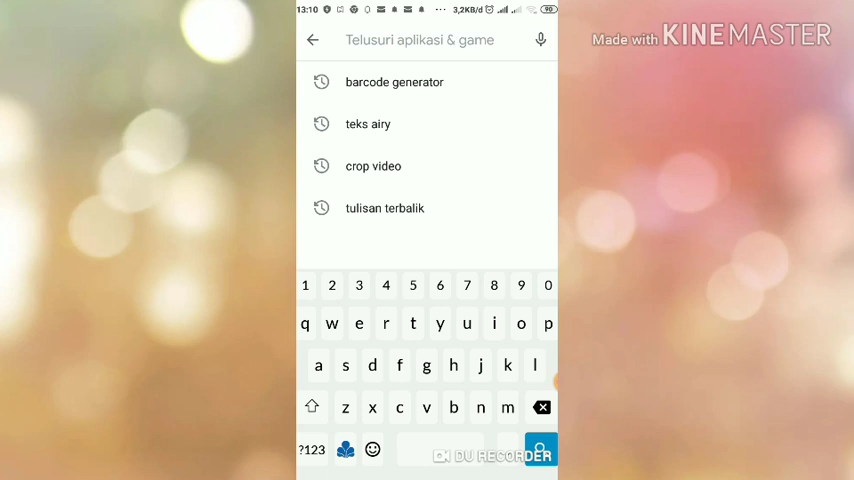 13:10 3,2KB/d 90
Made with KINEMASTER
Telusuri aplikasi & game
barcode generator
teks airy
crop video
tulisan terbalik
1 2 3 4 5 6 7 8 9 0
q w e r t y u i o p
a s d f g h j k l
z x c v b n m
?123
DU RECORDER